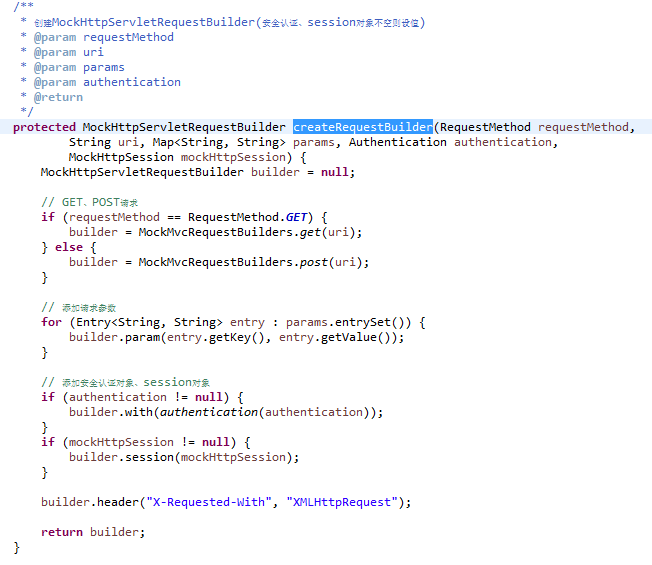 /**
 * 创建MockHttpServletRequestBuilder(安全认证、session对象不空则设值)
 * @param requestMethod
 * @param uri
 * @param params
 * @param authentication
 * @return
 */
protected MockHttpServletRequestBuilder createRequestBuilder(RequestMethod requestMethod,
        String uri, Map<String, String> params, Authentication authentication,
        MockHttpSession mockHttpSession) {
    MockHttpServletRequestBuilder builder = null;

    // GET、POST请求
    if (requestMethod == RequestMethod.GET) {
        builder = MockMvcRequestBuilders.get(uri);
    } else {
        builder = MockMvcRequestBuilders.post(uri);
    }

    // 添加请求参数
    for (Entry<String, String> entry : params.entrySet()) {
        builder.param(entry.getKey(), entry.getValue());
    }

    // 添加安全认证对象、session对象
    if (authentication != null) {
        builder.with(authentication(authentication));
    }
    if (mockHttpSession != null) {
        builder.session(mockHttpSession);
    }

    builder.header("X-Requested-With", "XMLHttpRequest");

    return builder;
}